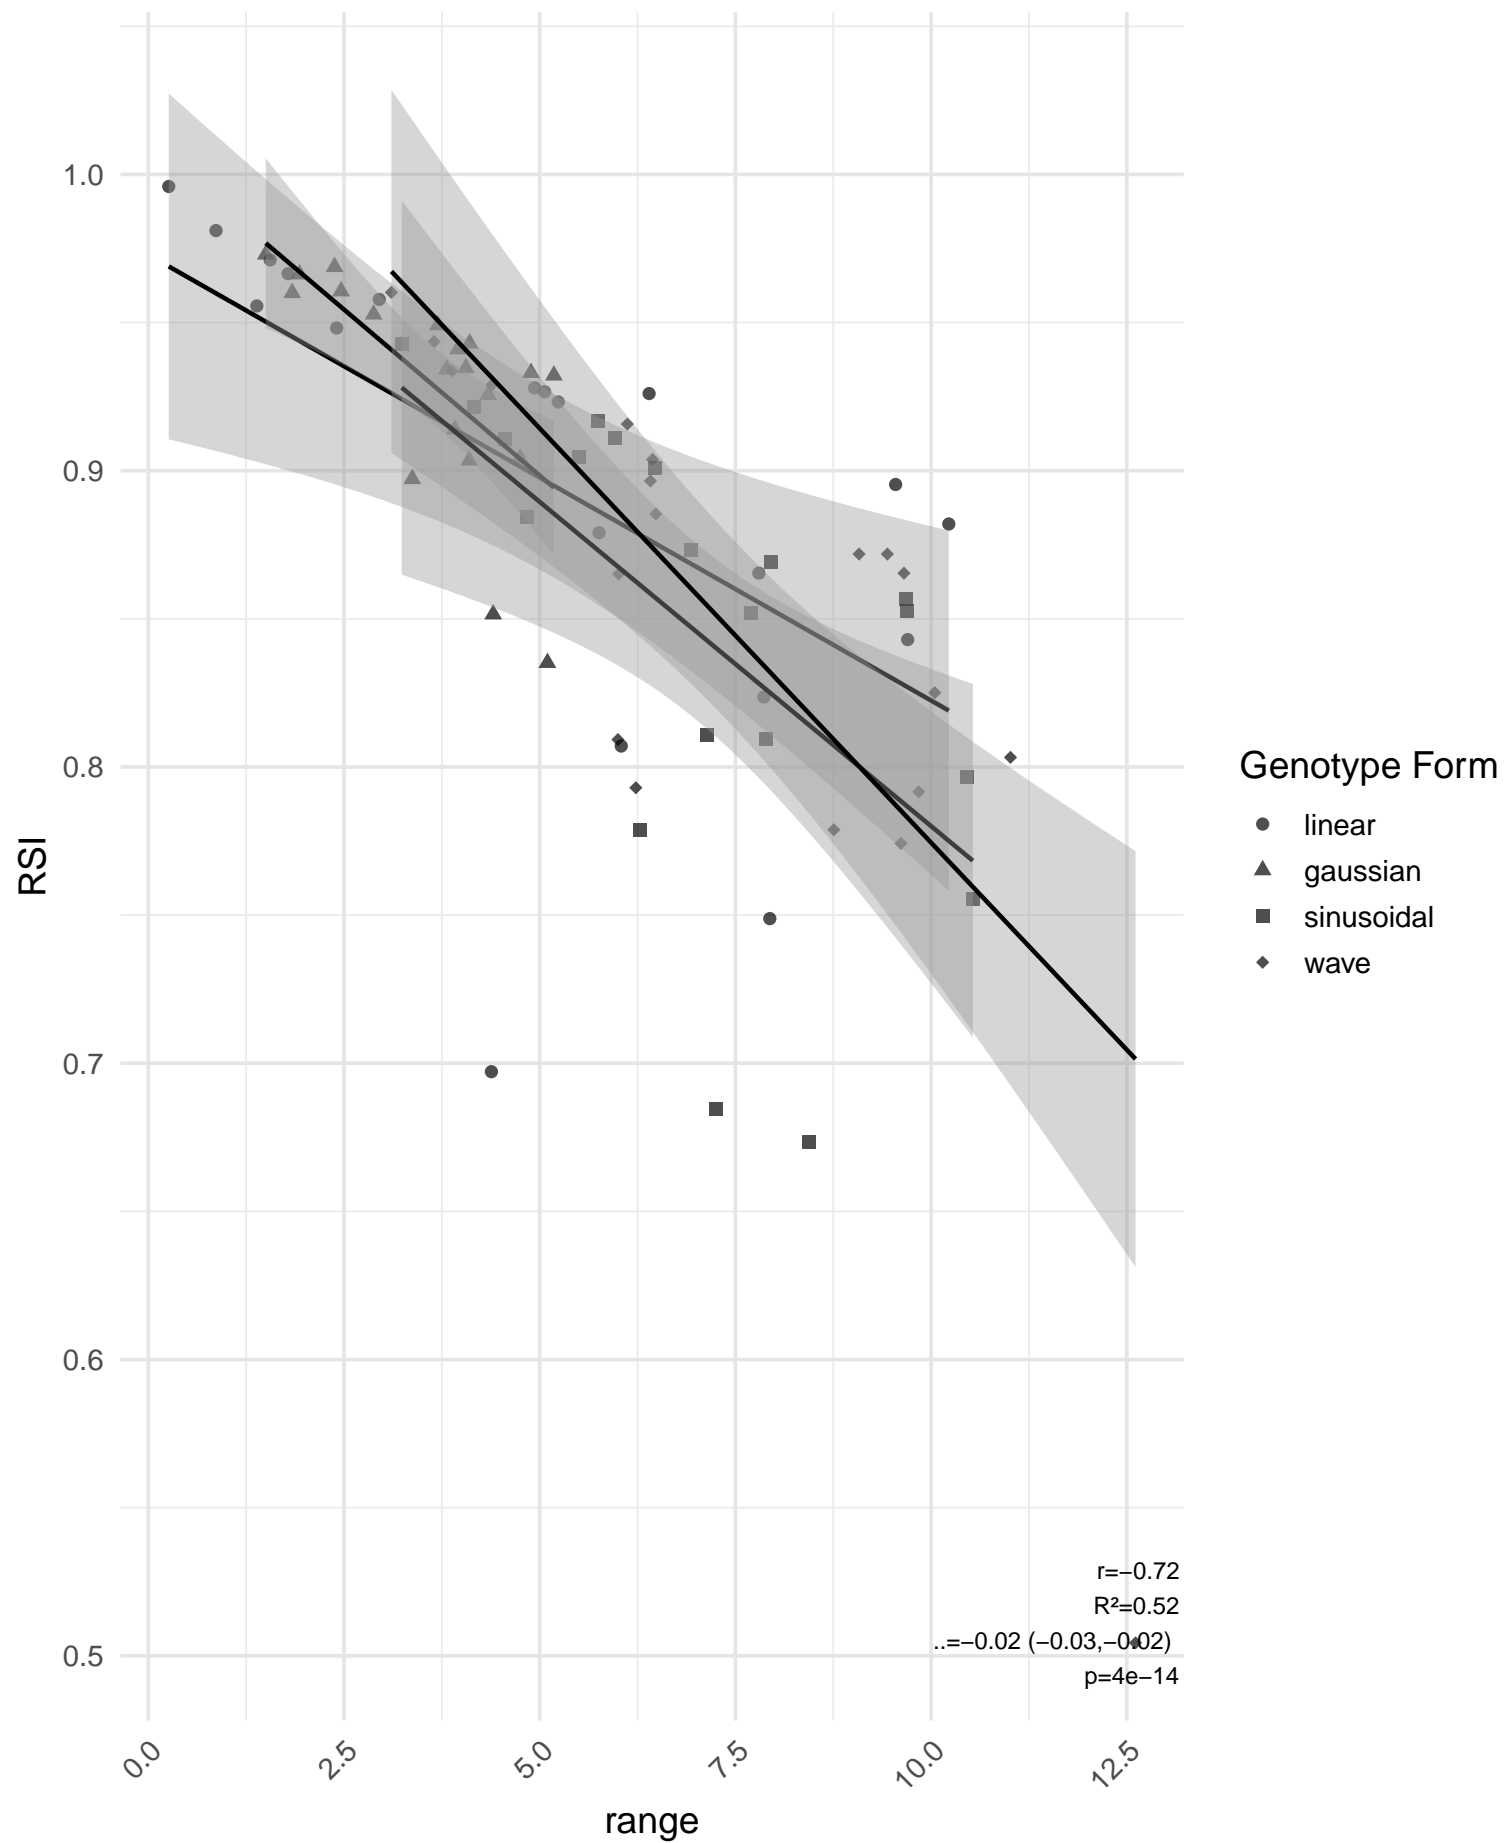 1.0
0.9
0.8
0.7
0.6
0.5
RSI
0.0
2.5
5.0
7.5
10.0
12.5
range
Genotype Form
linear
gaussian
sinusoidal
wave
r=−0.72
R²=0.52
..=−0.02 (−0.03,−0.02)
p=4e−14